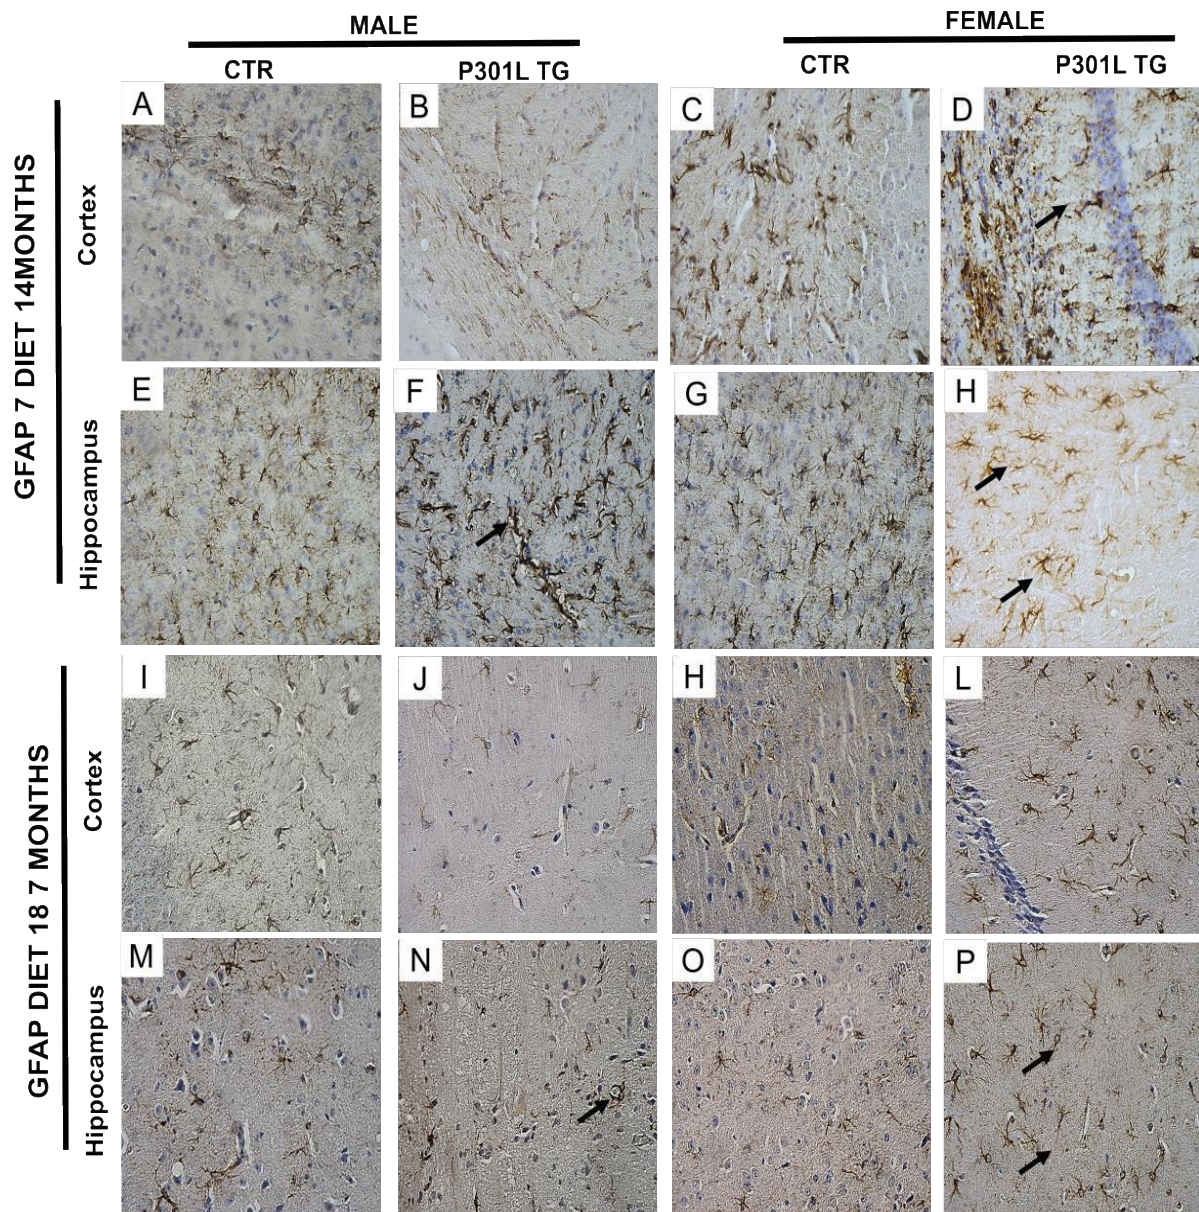 MALE
FEMALE
CTR
P301L TG
CTR
P301L TG
GFAP 7 DIET 14MONTHS
Cortex
A
B
C
D
Hippocampus
E
F
G
H
GFAP DIET 18 7 MONTHS
Cortex
I
J
H
L
Hippocampus
M
N
O
P